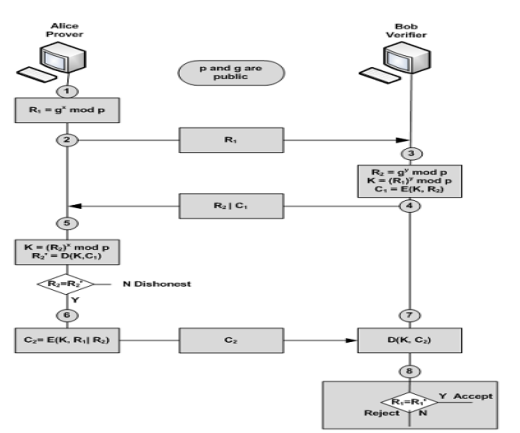 Alice
Prover
Bob
Verifier
p and g are
public
1
R₁ = gˣ mod p
2
R₁
3
R₂ = gʸ mod p
K = (R₁)ʸ mod p
C₁ = E(K, R₂)
R₂ | C₁
4
5
K = (R₂)ˣ mod p
R₂' = D(K,C₁)
R₂=R₂'
N Dishonest
Y
6
7
C₂= E(K, R₁| R₂)
C₂
D(K, C₂)
8
R₁=R₁'
Y Accept
Reject
N